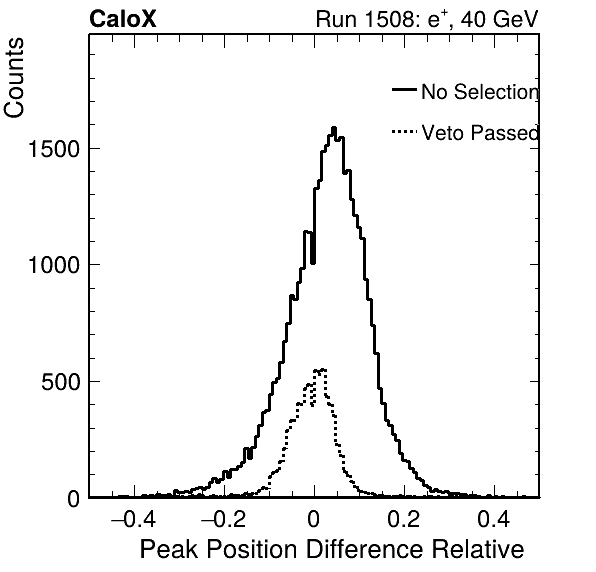 CaloX Run 1508: e⁺, 40 GeV
Counts
No Selection
Veto Passed
1500
1000
500
0
−0.4 −0.2 0 0.2 0.4
Peak Position Difference Relative